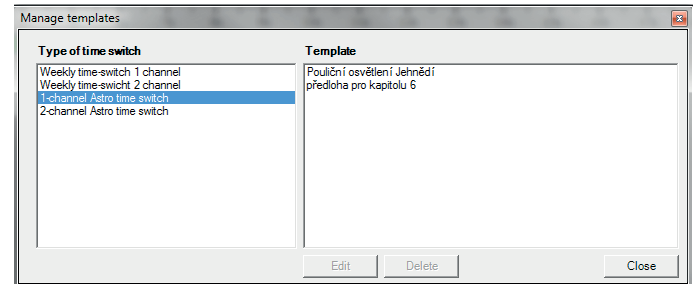 Manage templates
Type of time switch
Template
Weekly time-switch 1 channel
Weekly time-swicht 2 channel
1-channel Astro time switch
2-channel Astro time switch
Pouliční osvětlení Jehnědí
předloha pro kapitolu 6
Edit
Delete
Close